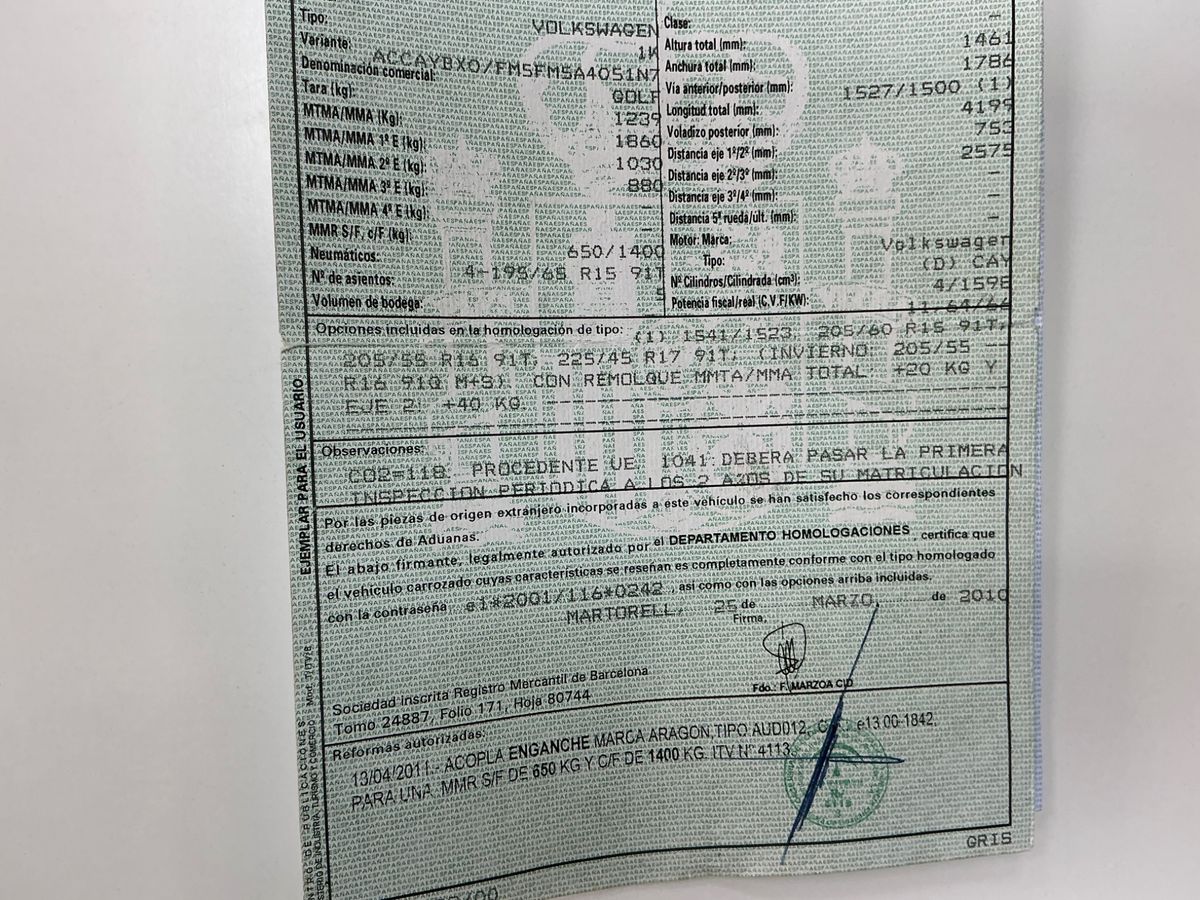 Tipo: VOLKSWAGEN
Variante: 1K
ACCAYBX0/FM5FM5A4051N7
Denominación comercial: GOLF
Tara (kg): 1239
MTMA/MMA (Kg): 1860
MTMA/MMA 1º E (kg): 1030
MTMA/MMA 2º E (kg): 880
MTMA/MMA 3º E (kg): -
MTMA/MMA 4º E (kg): -
MMR S/F, c/F (kg): 650/1400
Neumáticos: 4-195/65 R15 91T
Nº de asientos: 5
Volumen de bodega:
Clase: -
Altura total (mm): 1461
Anchura total (mm): 1786
Vía anterior/posterior (mm): 1527/1500 (1)
Longitud total (mm): 4199
Voladizo posterior (mm): 753
Distancia eje 1º/2º (mm): 2575
Distancia eje 2º/3º (mm): -
Distancia eje 3º/4º (mm): -
Distancia 5ª rueda/últ. (mm): -
Motor: Marca: Volkswagen
Tipo: (D) CAY
Nº Cilindros/Cilindrada (cm³): 4/1598
Potencia fiscal/real (C.V.F/KW): 11,64/66
Opciones incluidas en la homologación de tipo: (1) 1541/1523, 205/60 R15 91T,
205/55 R16 91T, 225/45 R17 91T, (INVIERNO: 205/55 --
R16 91Q M+S). CON REMOLQUE MMTA/MMA TOTAL: +20 KG Y
EJE 2: +40 KG.
EJEMPLAR PARA EL USUARIO
Observaciones:
CO2=118. PROCEDENTE UE. 1041 DEBERA PASAR LA PRIMERA
INSPECCION PERIODICA A LOS 2 AZOS DE SU MATRICULACION
Por las piezas de origen extranjero incorporadas a este vehículo se han satisfecho los correspondientes
derechos de Aduanas.
El abajo firmante, legalmente autorizado por el DEPARTAMENTO HOMOLOGACIONES, certifica que
el vehículo carrozado cuyas características se reseñan es completamente conforme con el tipo homologado
con la contraseña, e1*2001/116*0242, así como con las opciones arriba incluidas.
MARTORELL, 25 de MARZO, de 2010
Firma,
Fdo.: F. MARZOA CID
Sociedad Inscrita Registro Mercantil de Barcelona
Tomo 24887, Folio 171, Hoja 80744
Reformas autorizadas:
13/04/2011.- ACOPLA ENGANCHE MARCA ARAGON,TIPO AUD012, e13 00-1842,
PARA UNA MMR S/F DE 650 KG Y C/F DE 1400 KG. ITV Nº 4113
GRIS